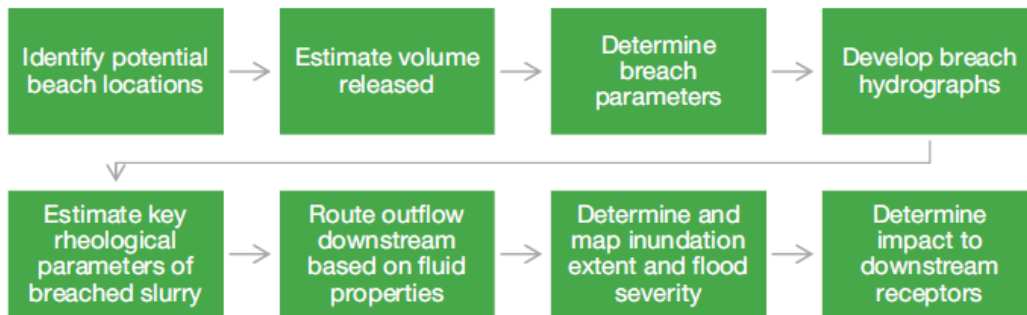 Identify potential
beach locations
Estimate volume
released
Determine
breach
parameters
Develop breach
hydrographs
Estimate key
rheological
parameters of
breached slurry
Route outflow
downstream
based on fluid
properties
Determine and
map inundation
extent and flood
severity
Determine
impact to
downstream
receptors